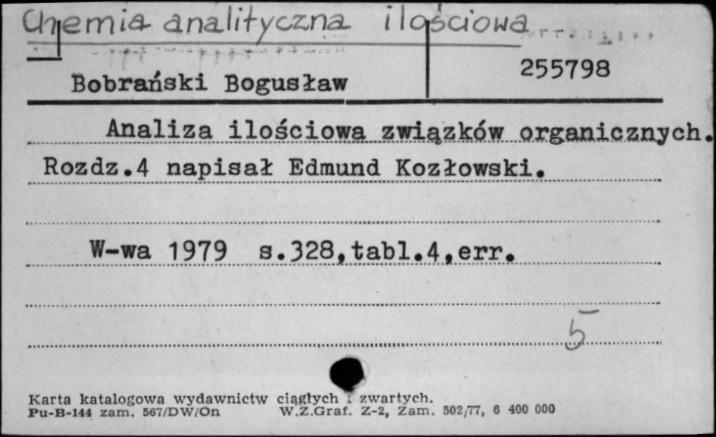 Chemia analityczna ilościowa
Bobrański Bogusław
255798
Analiza ilościowa związków organicznych.
Rozdz.4 napisał Edmund Kozłowski.
W-wa 1979 s.328,tabl.4,err.
5
Karta katalogowa wydawnictw ciągłych i zwartych.
Pu-B-144 zam. 567/DW/On W.Z.Graf. Z-2, Zam. 502/77, 6 400 000